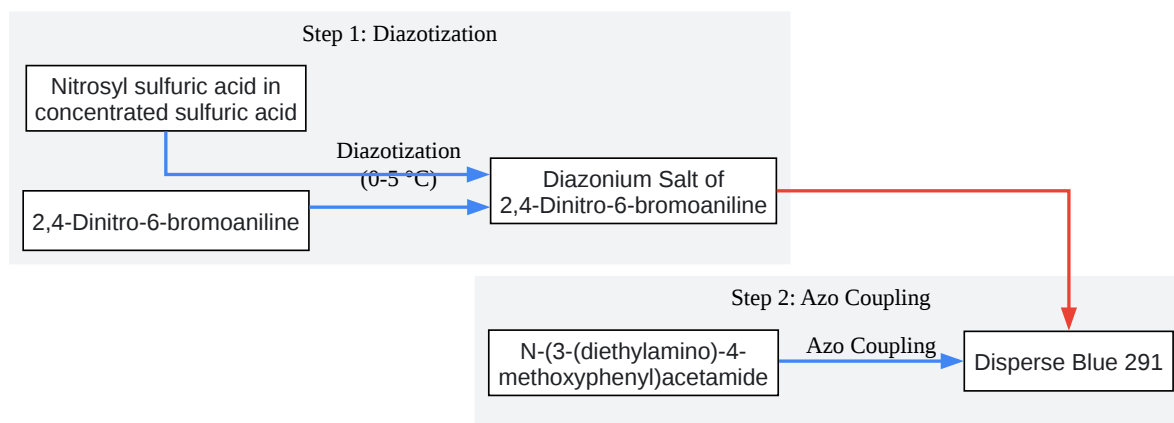 Step 1: Diazotization
Nitrosyl sulfuric acid in
concentrated sulfuric acid
Diazotization
(0-5 °C)
2,4-Dinitro-6-bromoaniline
Diazonium Salt of
2,4-Dinitro-6-bromoaniline
Step 2: Azo Coupling
N-(3-(diethylamino)-4-
methoxyphenyl)acetamide
Azo Coupling
Disperse Blue 291